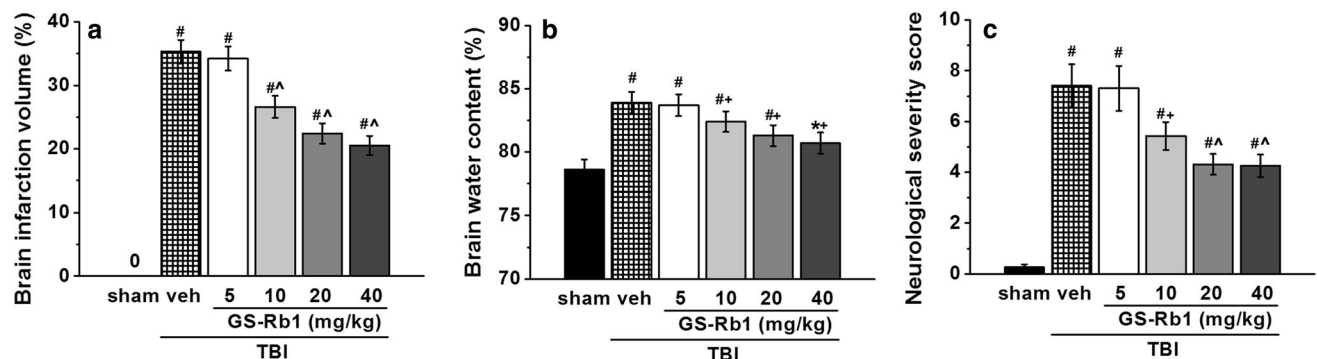 a
Brain infarction volume (%)
40
30
20
10
0
0
#
#
#^
#^
#^
sham veh 5 10 20 40
GS-Rb1 (mg/kg)
TBI
b
Brain water content (%)
90
85
80
75
70
#
#
#+
#+
*+
sham veh 5 10 20 40
GS-Rb1 (mg/kg)
TBI
c
Neurological severity score
10
8
6
4
2
0
#
#
#+
#^
#^
sham veh 5 10 20 40
GS-Rb1 (mg/kg)
TBI